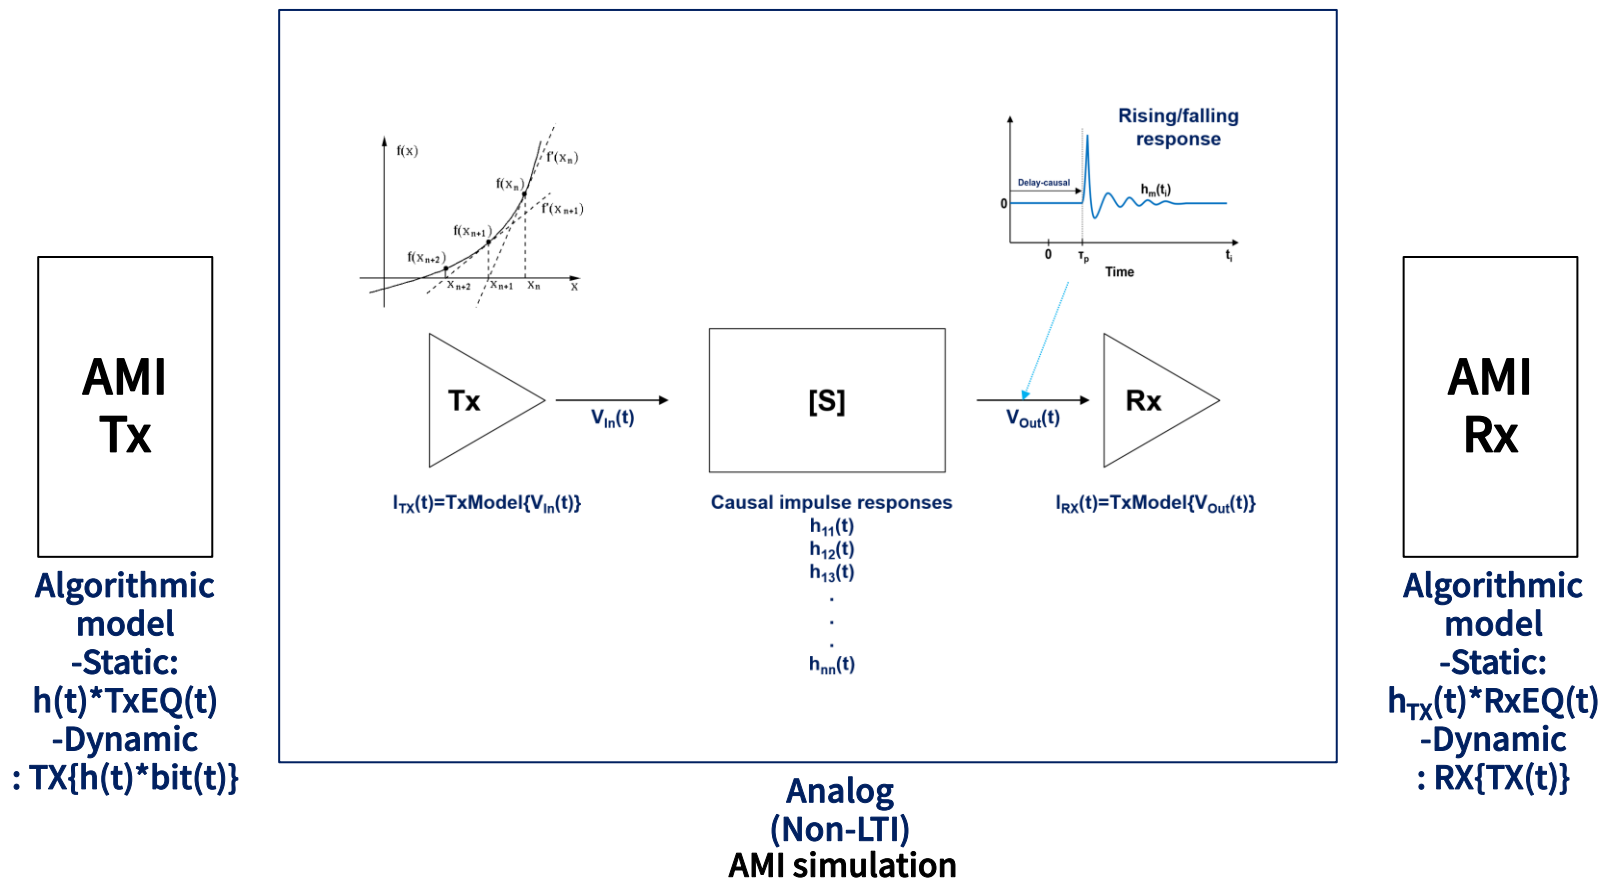 f(x)
f'(xn)
f(xn)
f'(xn+1)
f(xn+1)
f(xn+2)
xn+2
xn+1
xn
x
Rising/falling
response
Delay-causal
hm(ti)
0
0
τp
ti
Time
AMI
Tx
Tx
VIn(t)
[S]
VOut(t)
Rx
AMI
Rx
ITX(t)=TxModel{VIn(t)}
Causal impulse responses
h11(t)
h12(t)
h13(t)
.
.
.
hnn(t)
IRX(t)=TxModel{VOut(t)}
Algorithmic
model
-Static:
h(t)*TxEQ(t)
-Dynamic
: TX{h(t)*bit(t)}
Algorithmic
model
-Static:
hTX(t)*RxEQ(t)
-Dynamic
: RX{TX(t)}
Analog
(Non-LTI)
AMI simulation